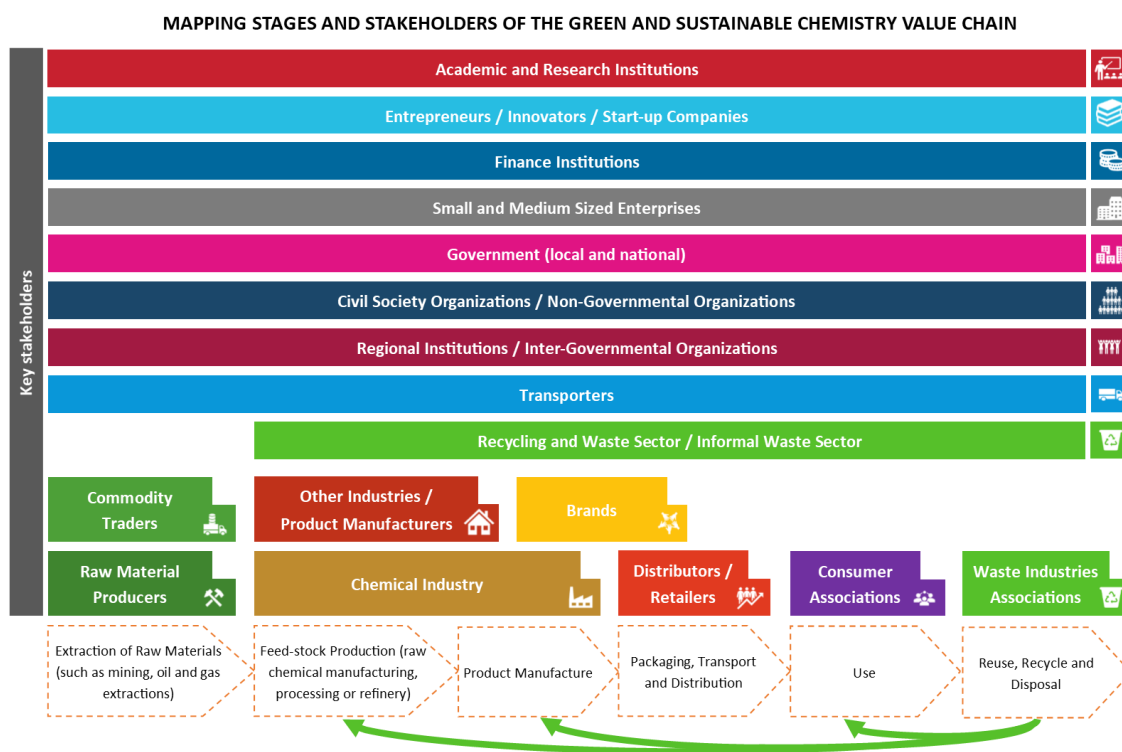 MAPPING STAGES AND STAKEHOLDERS OF THE GREEN AND SUSTAINABLE CHEMISTRY VALUE CHAIN
Key stakeholders
Academic and Research Institutions
Entrepreneurs / Innovators / Start-up Companies
Finance Institutions
Small and Medium Sized Enterprises
Government (local and national)
Civil Society Organizations / Non-Governmental Organizations
Regional Institutions / Inter-Governmental Organizations
Transporters
Recycling and Waste Sector / Informal Waste Sector
Commodity
Traders
Other Industries /
Product Manufacturers
Brands
Raw Material
Producers
Chemical Industry
Distributors /
Retailers
Consumer
Associations
Waste Industries
Associations
Extraction of Raw Materials
(such as mining, oil and gas
extractions)
Feed-stock Production (raw
chemical manufacturing,
processing or refinery)
Product Manufacture
Packaging, Transport
and Distribution
Use
Reuse, Recycle and
Disposal